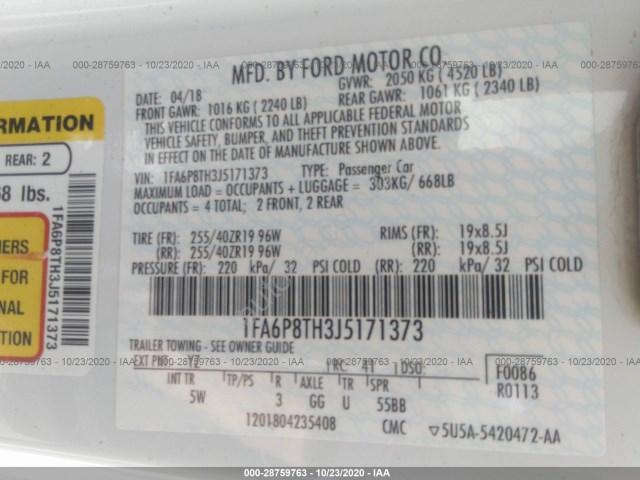 000-28759763 - 10/23/2020 - IAA
MFD. BY FORD MOTOR CO.
DATE: 04/18 GVWR: 2050 KG ( 4520 LB)
FRONT GAWR: 1016 KG ( 2240 LB) REAR GAWR: 1061 KG ( 2340 LB)
THIS VEHICLE CONFORMS TO ALL APPLICABLE FEDERAL MOTOR
VEHICLE SAFETY, BUMPER, AND THEFT PREVENTION STANDARDS
IN EFFECT ON THE DATE OF MANUFACTURE SHOWN ABOVE.
VIN: 1FA6P8TH3J5171373 TYPE: Passenger Car
MAXIMUM LOAD = OCCUPANTS + LUGGAGE = 303KG/ 668LB
OCCUPANTS = 4 TOTAL; 2 FRONT, 2 REAR
TIRE (FR): 255/40ZR19 96W RIMS (FR): 19x8.5J
(RR): 255/40ZR19 96W (RR): 19x8.5J
PRESSURE (FR): 220 kPa/ 32 PSI COLD (RR): 220 kPa/ 32 PSI COLD
1FA6P8TH3J5171373
TRAILER TOWING - SEE OWNER GUIDE
EXT PNT: YZ RC: 41 DSO: F0086
INT TR TP/PS R AXLE TR SPR R0113
5W 3 GG U 55BB
1201804235408 CMC 5U5A-5420472-AA
ORMATION
REAR: 2
68 lbs.
1FA6P8TH3J5171373
FOR
000-28759763 - 10/23/2020 - IAA